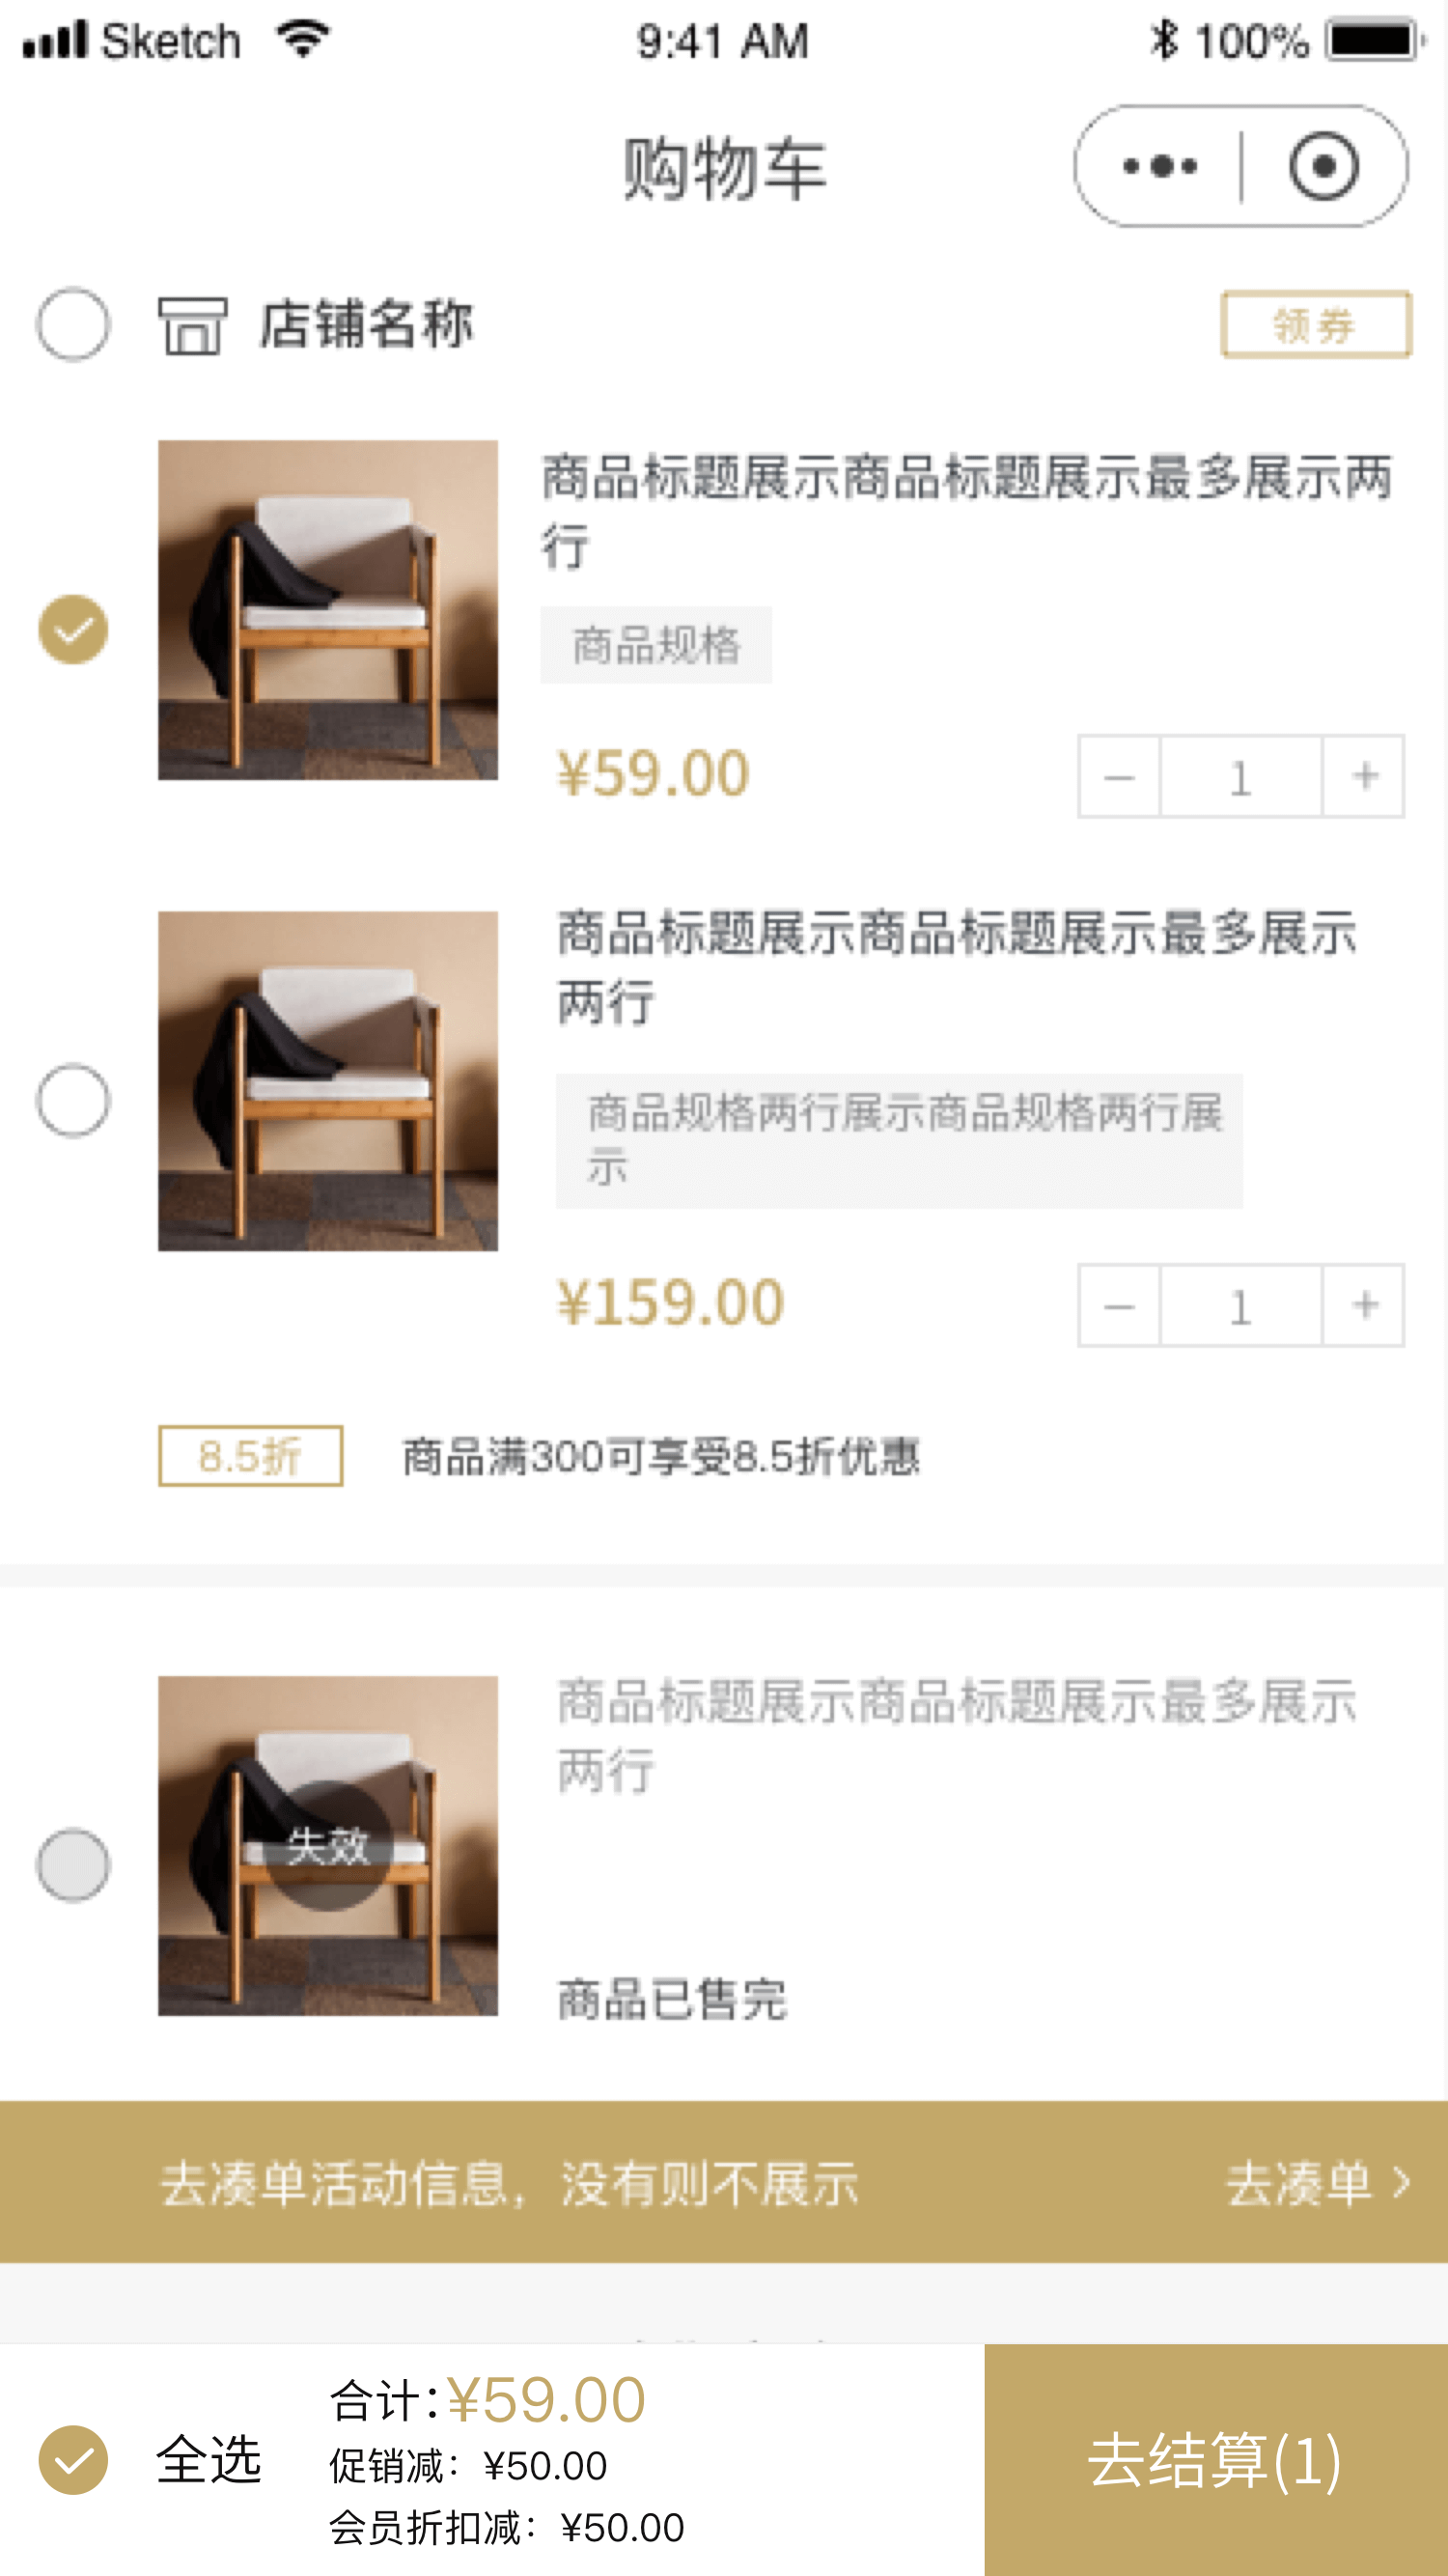 Sketch 9:41 AM 100%
购物车
店铺名称 领券
商品标题展示商品标题展示最多展示两
行
商品规格
¥59.00 1
商品标题展示商品标题展示最多展示
两行
商品规格两行展示商品规格两行展
示
¥159.00 1
8.5折 商品满300可享受8.5折优惠
商品标题展示商品标题展示最多展示
两行
失效
商品已售完
去凑单活动信息，没有则不展示 去凑单
合计：¥59.00
全选 去结算(1)
促销减：¥50.00
会员折扣减：¥50.00